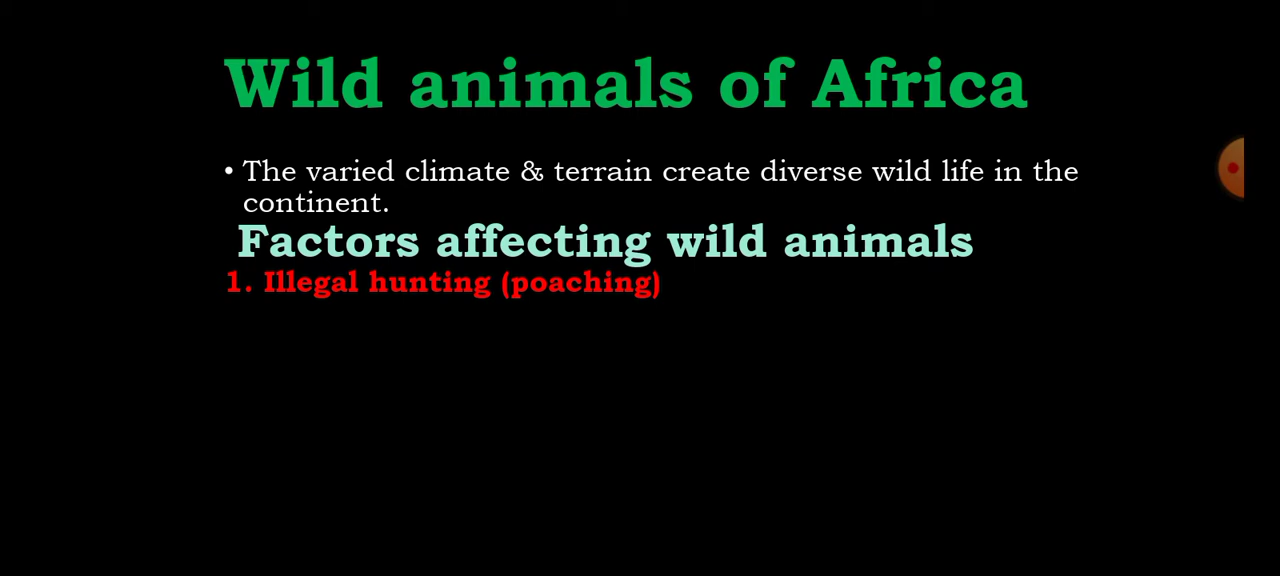 Wild animals of Africa
• The varied climate & terrain create diverse wild life in the
continent.
Factors affecting wild animals
1. Illegal hunting (poaching)